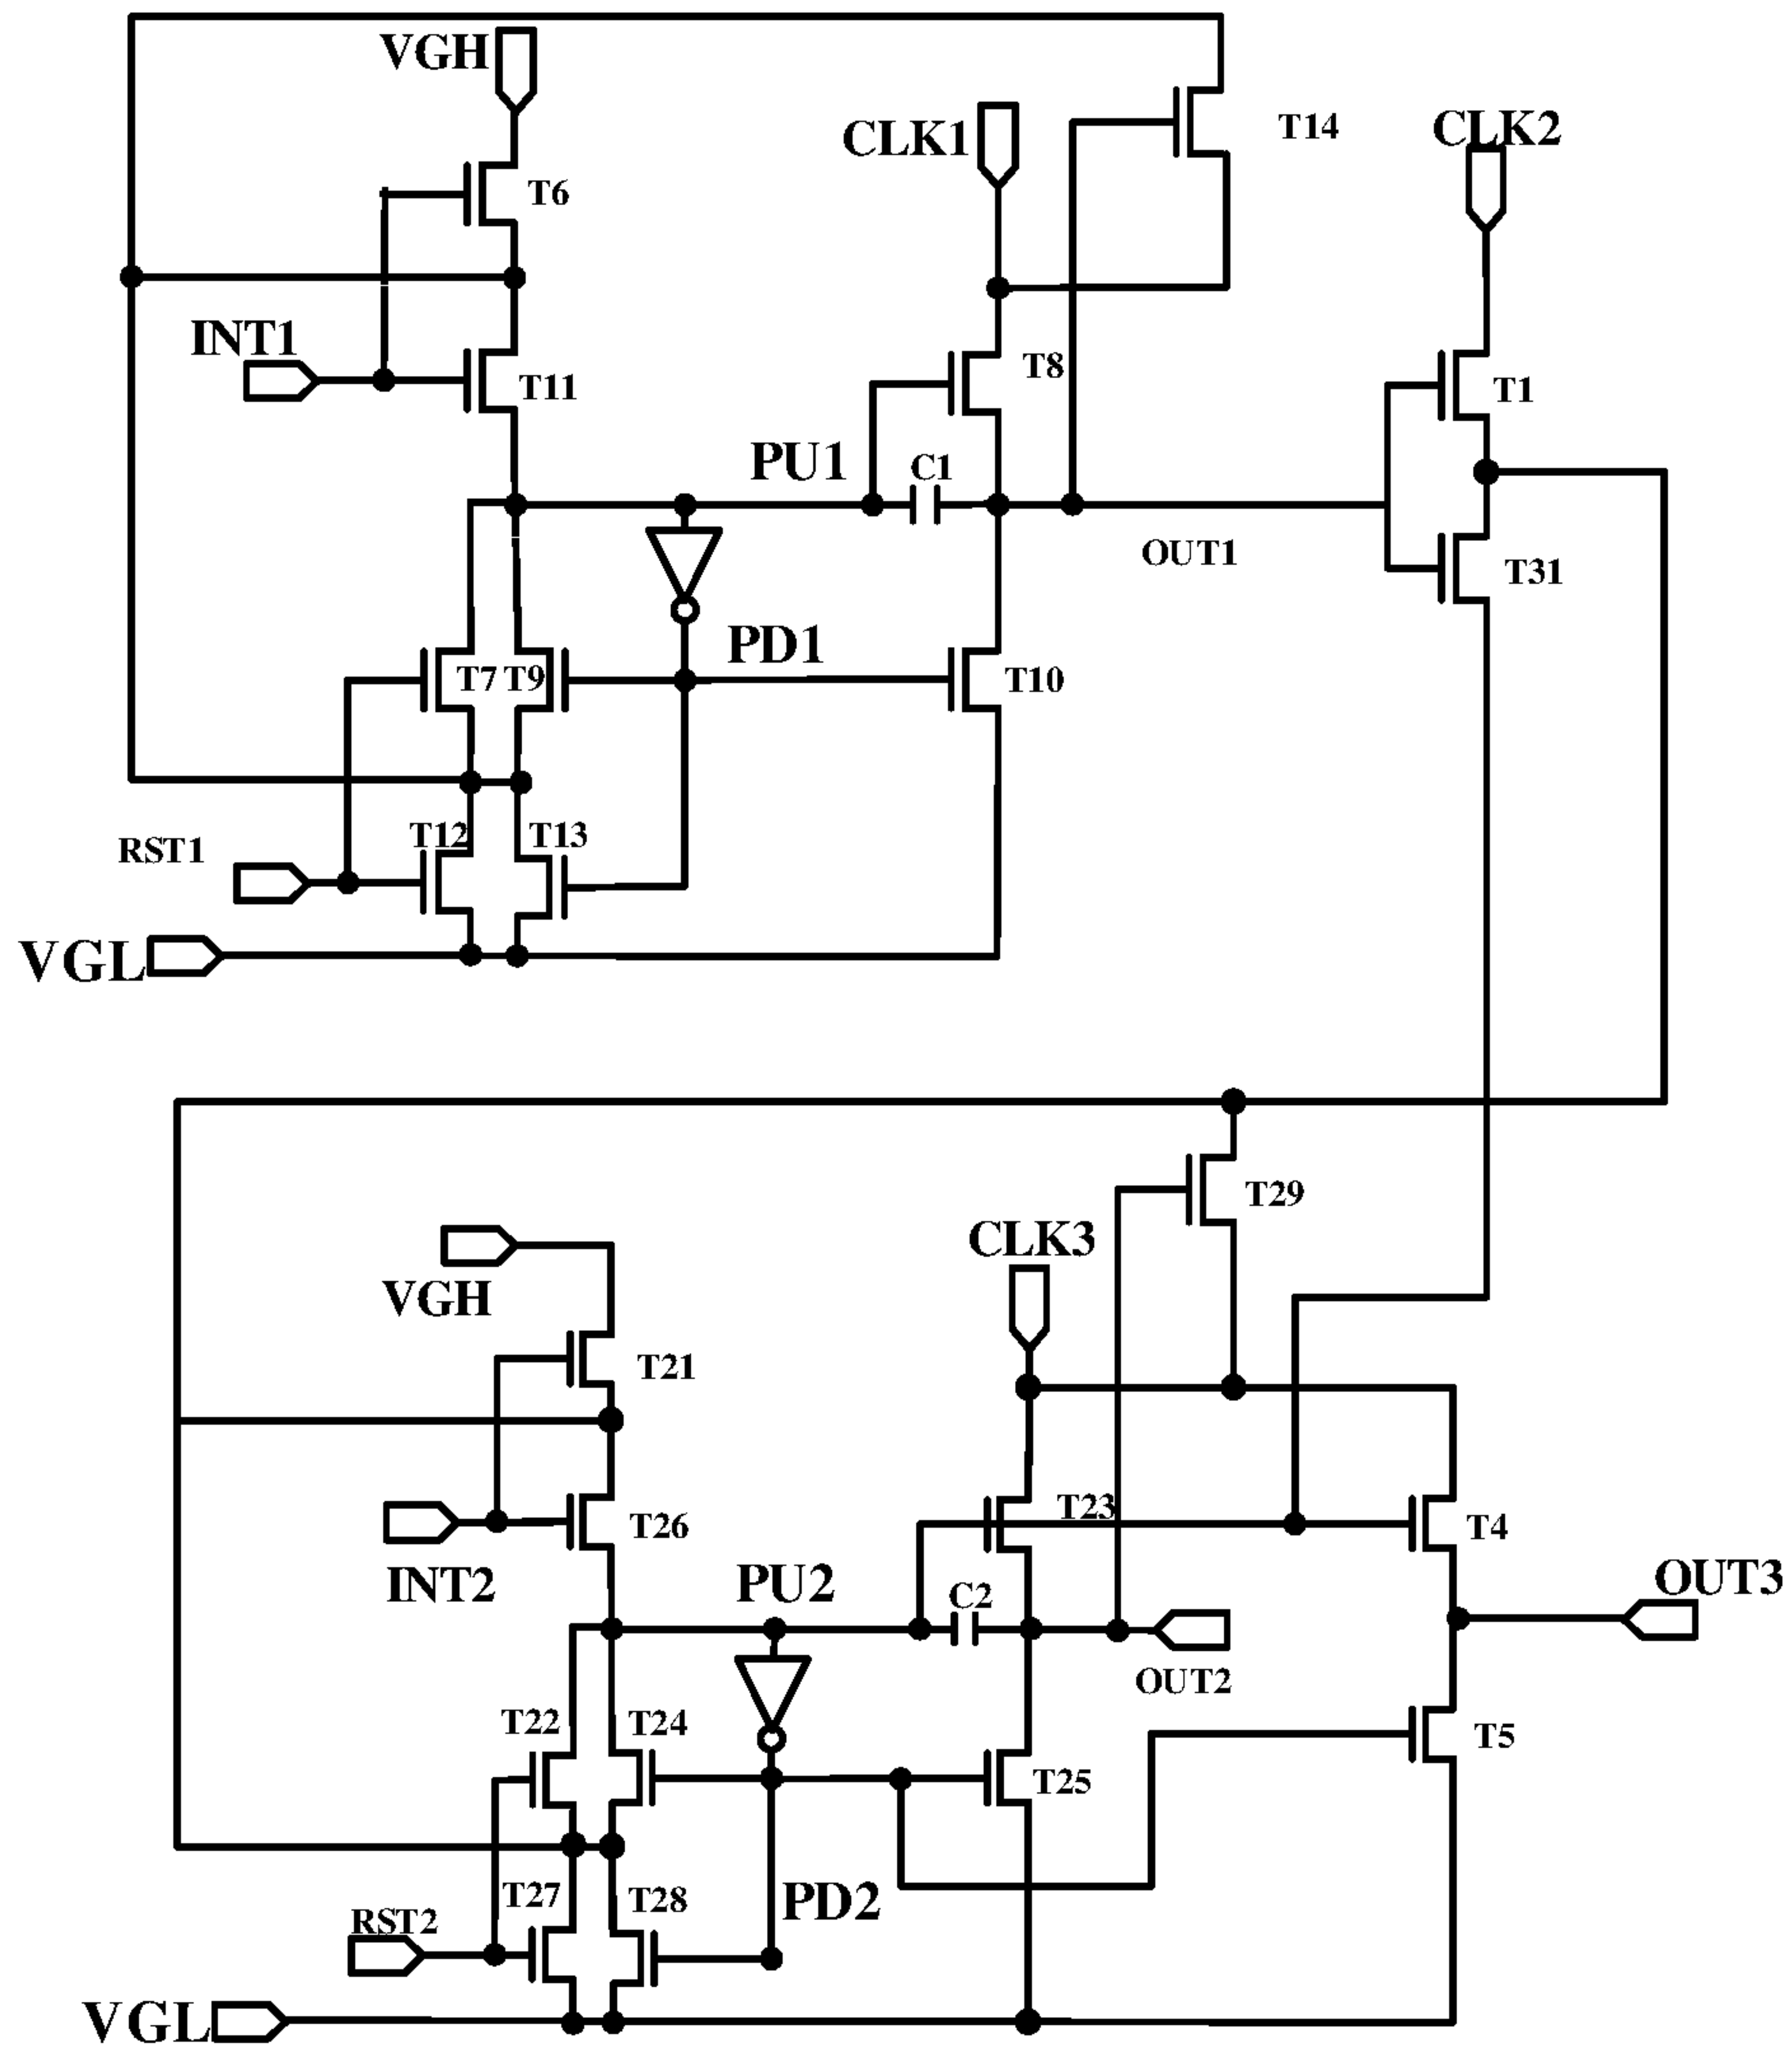 VGH
CLK1
T14
CLK2
T6
INT1
T11
T8
T1
PU1
C1
OUT1
T31
PD1
T7
T9
T10
RST1
T12
T13
VGL
T29
CLK3
VGH
T21
INT2
T26
T23
T4
PU2
C2
OUT3
OUT2
T22
T24
T5
T25
PD2
T27
T28
RST2
VGL